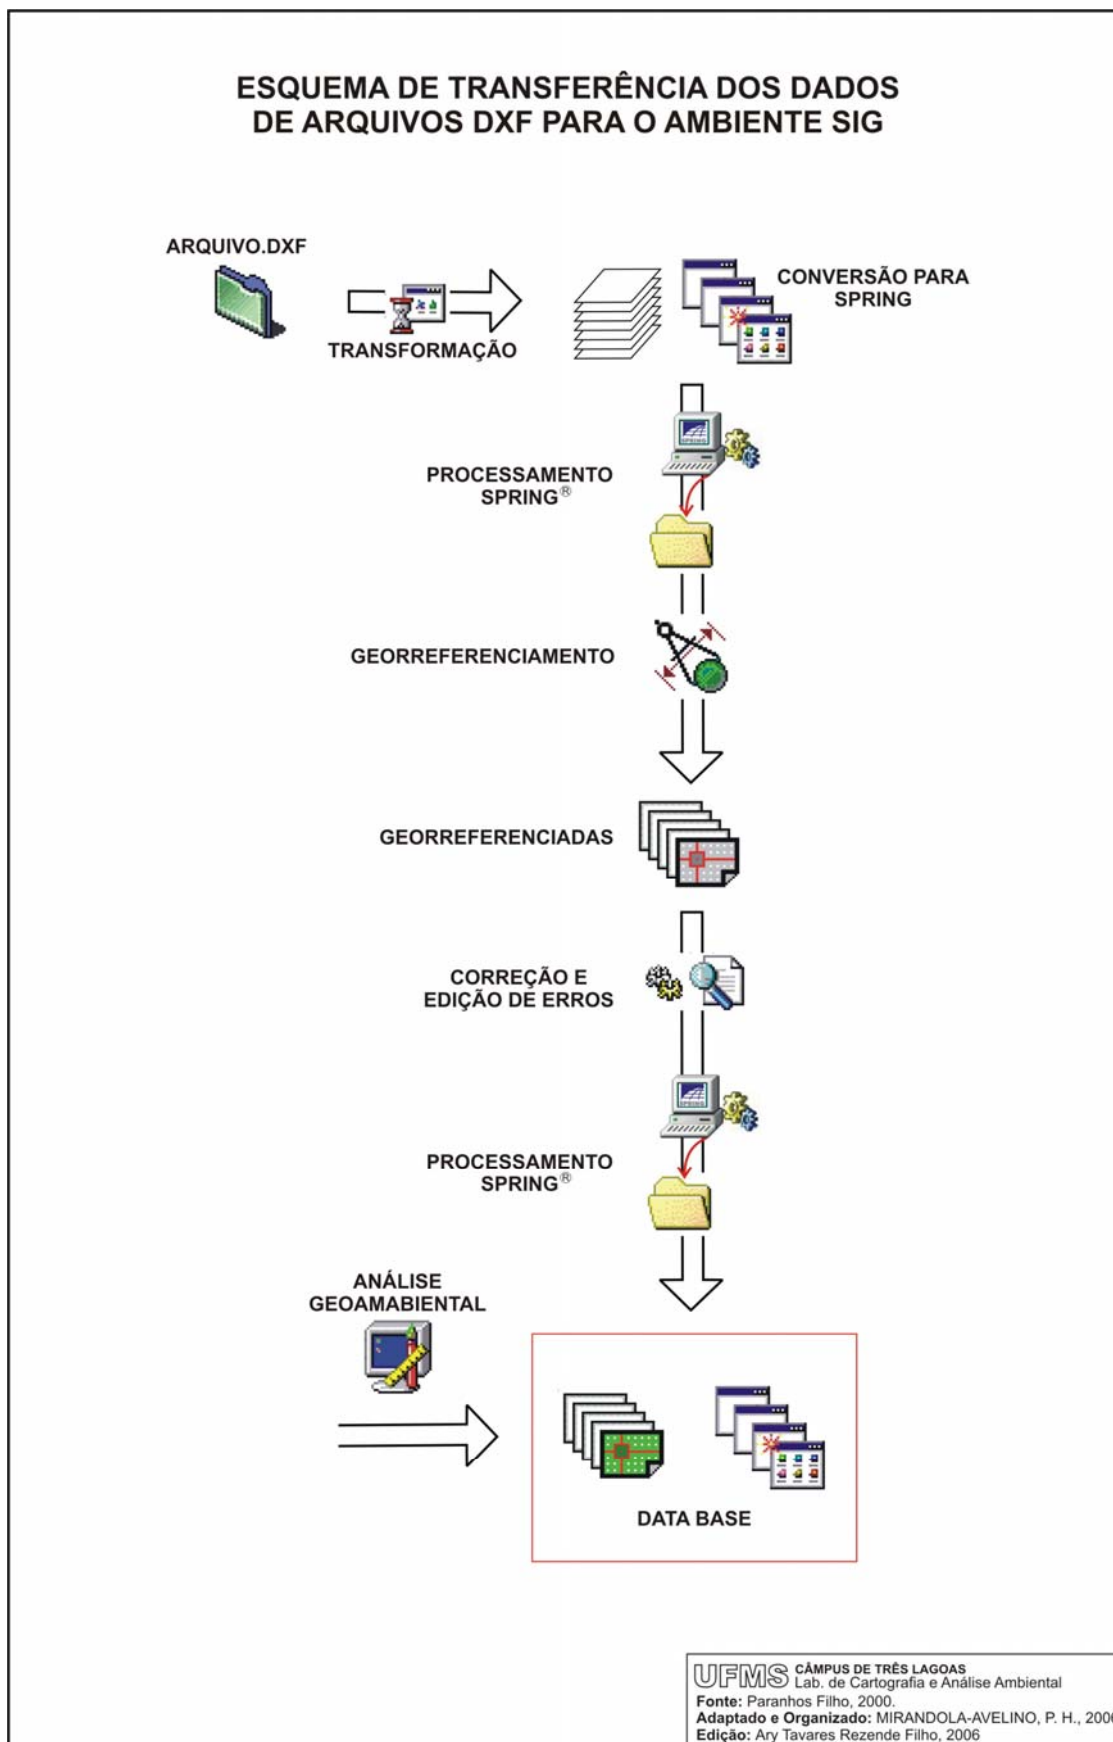 ESQUEMA DE TRANSFERÊNCIA DOS DADOS
DE ARQUIVOS DXF PARA O AMBIENTE SIG
ARQUIVO.DXF
TRANSFORMAÇÃO
CONVERSÃO PARA
SPRING
PROCESSAMENTO
SPRING®
GEORREFERENCIAMENTO
GEORREFERENCIADAS
CORREÇÃO E
EDIÇÃO DE ERROS
PROCESSAMENTO
SPRING®
ANÁLISE
GEOAMABIENTAL
DATA BASE
UFMS CÂMPUS DE TRÊS LAGOAS
Lab. de Cartografia e Análise Ambiental
Fonte: Paranhos Filho, 2000.
Adaptado e Organizado: MIRANDOLA-AVELINO, P. H., 2006
Edição: Ary Tavares Rezende Filho, 2006